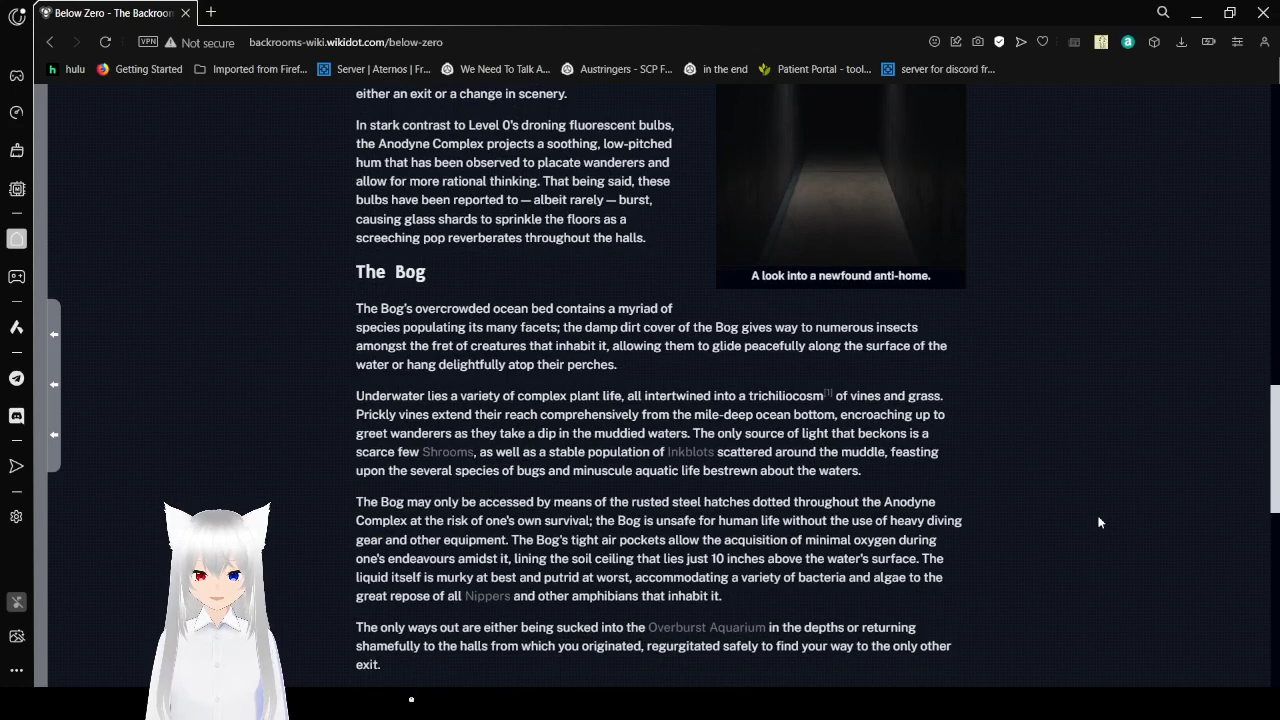 Below Zero - The Backroom
VPN
Not secure
backrooms-wiki.wikidot.com/below-zero
hulu
Getting Started
Imported from Firef...
Server | Aternos | Fr...
We Need To Talk A...
Austringers - SCP F...
in the end
Patient Portal - tool...
server for discord fr...
either an exit or a change in scenery.
In stark contrast to Level 0's droning fluorescent bulbs,
the Anodyne Complex projects a soothing, low-pitched
hum that has been observed to placate wanderers and
allow for more rational thinking. That being said, these
bulbs have been reported to — albeit rarely — burst,
causing glass shards to sprinkle the floors as a
screeching pop reverberates throughout the halls.
A look into a newfound anti-home.
The Bog
The Bog's overcrowded ocean bed contains a myriad of
species populating its many facets; the damp dirt cover of the Bog gives way to numerous insects
amongst the fret of creatures that inhabit it, allowing them to glide peacefully along the surface of the
water or hang delightfully atop their perches.
Underwater lies a variety of complex plant life, all intertwined into a trichiliocosm[1] of vines and grass.
Prickly vines extend their reach comprehensively from the mile-deep ocean bottom, encroaching up to
greet wanderers as they take a dip in the muddied waters. The only source of light that beckons is a
scarce few Shrooms, as well as a stable population of Inkblots scattered around the muddle, feasting
upon the several species of bugs and minuscule aquatic life bestrewn about the waters.
The Bog may only be accessed by means of the rusted steel hatches dotted throughout the Anodyne
Complex at the risk of one's own survival; the Bog is unsafe for human life without the use of heavy diving
gear and other equipment. The Bog's tight air pockets allow the acquisition of minimal oxygen during
one's endeavours amidst it, lining the soil ceiling that lies just 10 inches above the water's surface. The
liquid itself is murky at best and putrid at worst, accommodating a variety of bacteria and algae to the
great repose of all Nippers and other amphibians that inhabit it.
The only ways out are either being sucked into the Overburst Aquarium in the depths or returning
shamefully to the halls from which you originated, regurgitated safely to find your way to the only other
exit.